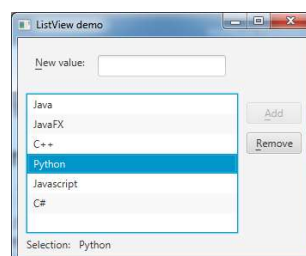 ListView demo
New value:
Java
JavaFX
C++
Python
Javascript
C#
Add
Remove
Selection: Python